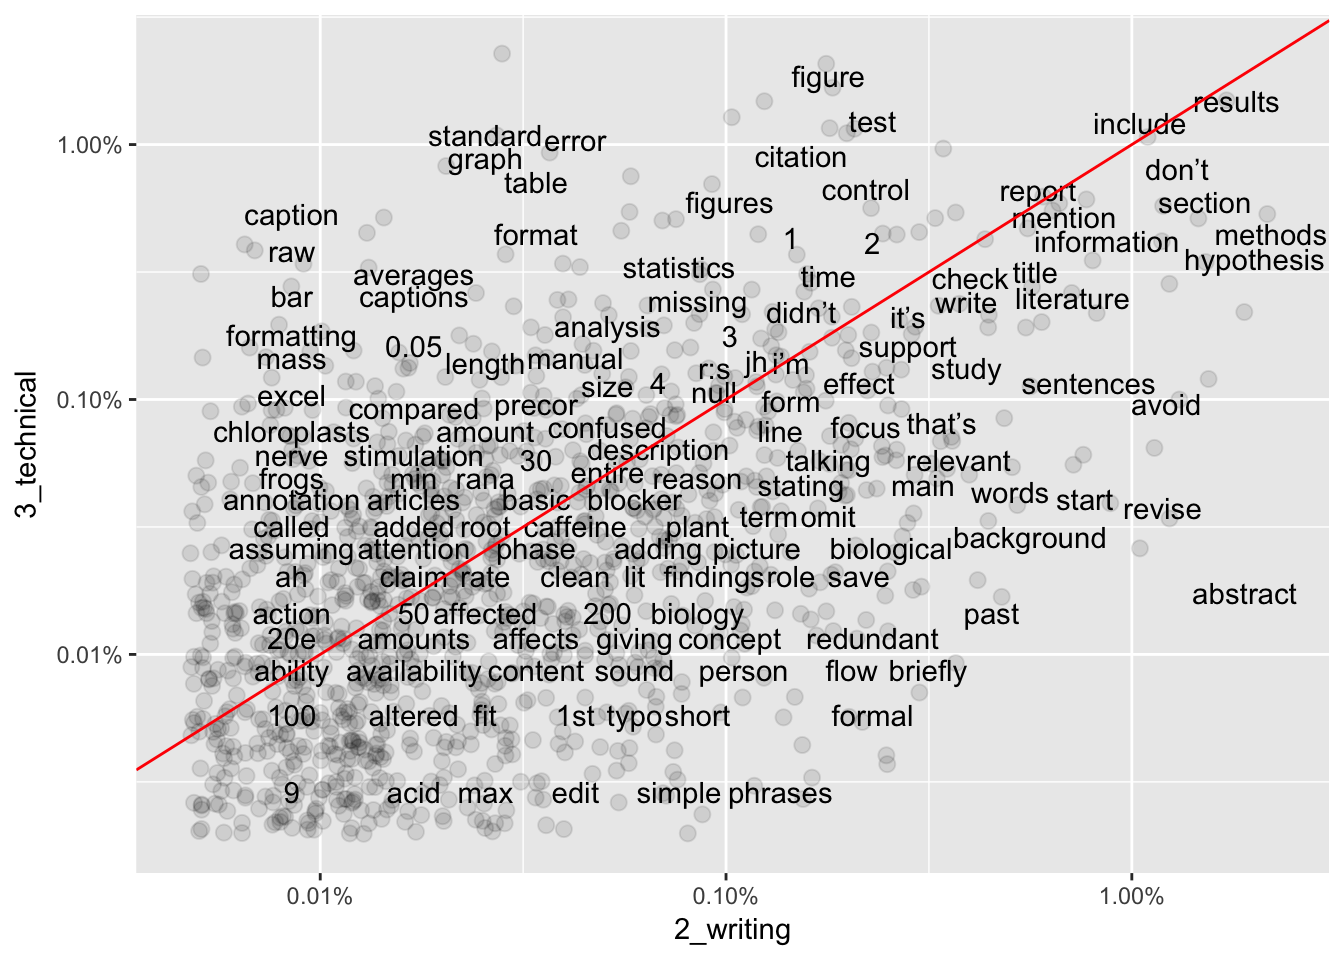 figure
results
test
include
standard error
1.00%
graph
citation
don’t
table
control
report
figures
section
caption
mention
format
1
2
methods
information
raw
hypothesis
statistics
averages
time
check title
bar
captions
missing
write
literature
didn’t
it’s
analysis
formatting
3
0.05
support
mass
length manual
jh i’m
r:s
study
size 4
effect
sentences
null
excel
0.10%
form
avoid
compared precor
chloroplasts
amount
confused
line
focus that’s
description
nerve stimulation
30
talking
relevant
frogs
min rana
entire reason
stating
main
words
annotation articles
basic blocker
start
revise
term omit
called
added root caffeine
plant
background
assuming attention phase
adding picture
biological
ah
claim rate
clean lit findings role save
abstract
action
50 affected
200 biology
past
20e amounts affects giving concept redundant
0.01%
ability availability content sound person flow briefly
100
altered fit
1st typo short
formal
9
acid max
edit
simple phrases
0.01%
0.10%
1.00%
2_writing
3_technical